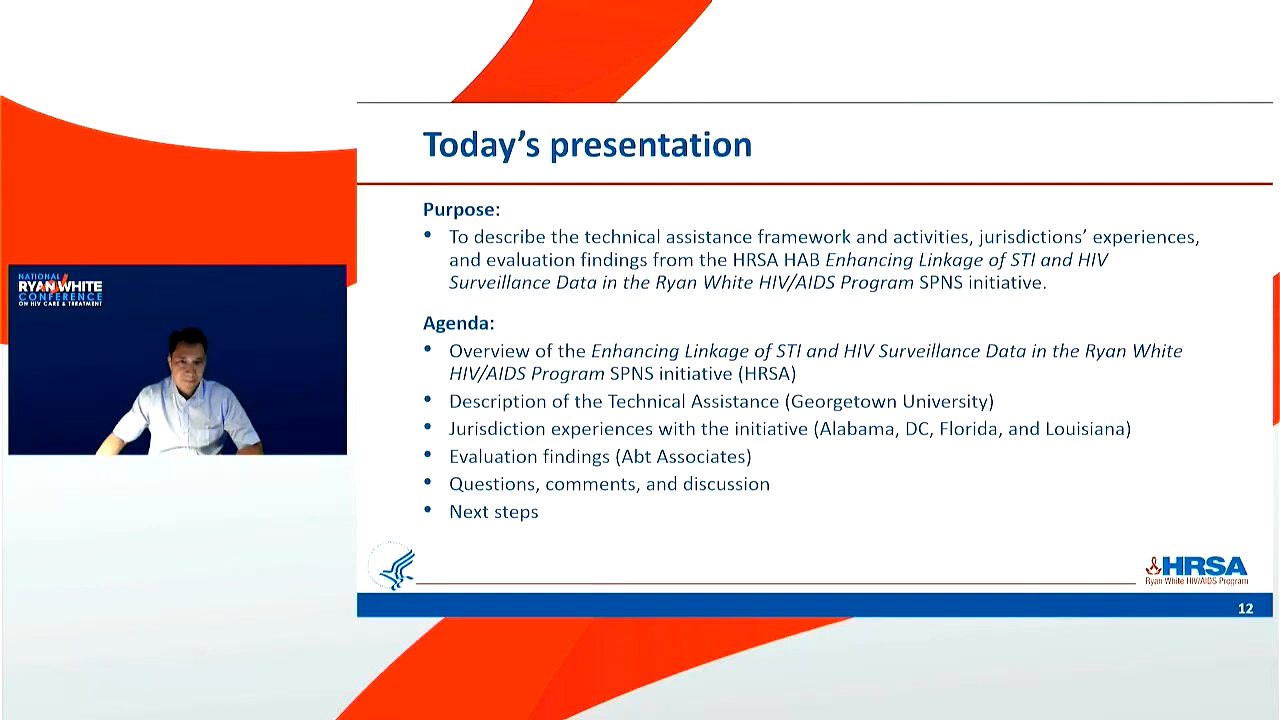 Today’s presentation
Purpose:
• To describe the technical assistance framework and activities, jurisdictions’ experiences,
and evaluation findings from the HRSA HAB Enhancing Linkage of STI and HIV
Surveillance Data in the Ryan White HIV/AIDS Program SPNS initiative.
Agenda:
• Overview of the Enhancing Linkage of STI and HIV Surveillance Data in the Ryan White
HIV/AIDS Program SPNS initiative (HRSA)
• Description of the Technical Assistance (Georgetown University)
• Jurisdiction experiences with the initiative (Alabama, DC, Florida, and Louisiana)
• Evaluation findings (Abt Associates)
• Questions, comments, and discussion
• Next steps
NATIONAL
RYAN WHITE
CONFERENCE
ON HIV CARE & TREATMENT
HRSA
Ryan White HIV/AIDS Program
12